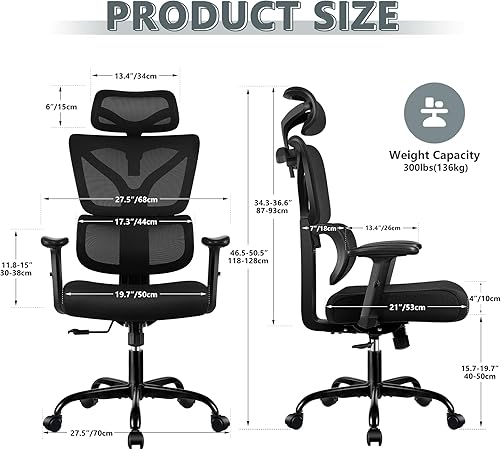 PRODUCT SIZE
13.4"/34cm
6"/15cm
Weight Capacity
300lbs(136kg)
27.5"/68cm
17.3"/44cm
34.3-36.6"
87-93cm
7"/18cm
13.4"/26cm
46.5-50.5"
118-128cm
11.8-15"
30-38cm
19.7"/50cm
4"/10cm
21"/53cm
15.7-19.7"
40-50cm
27.5"/70cm